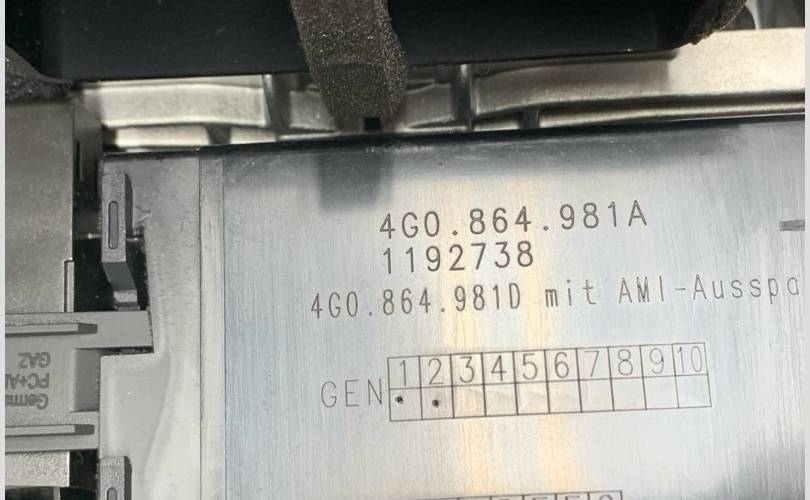 4G0.864.981A
1192738
4G0.864.981D mit AMI-Ausspa
GEN 1 2 3 4 5 6 7 8 9 10
GAZ